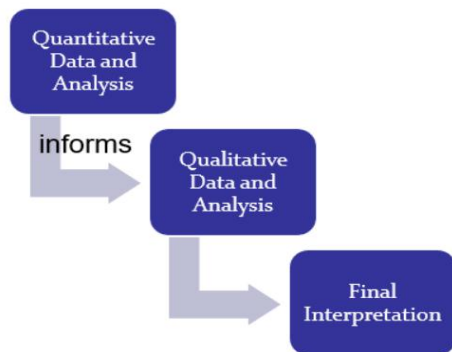 Quantitative
Data and
Analysis
informs
Qualitative
Data and
Analysis
Final
Interpretation